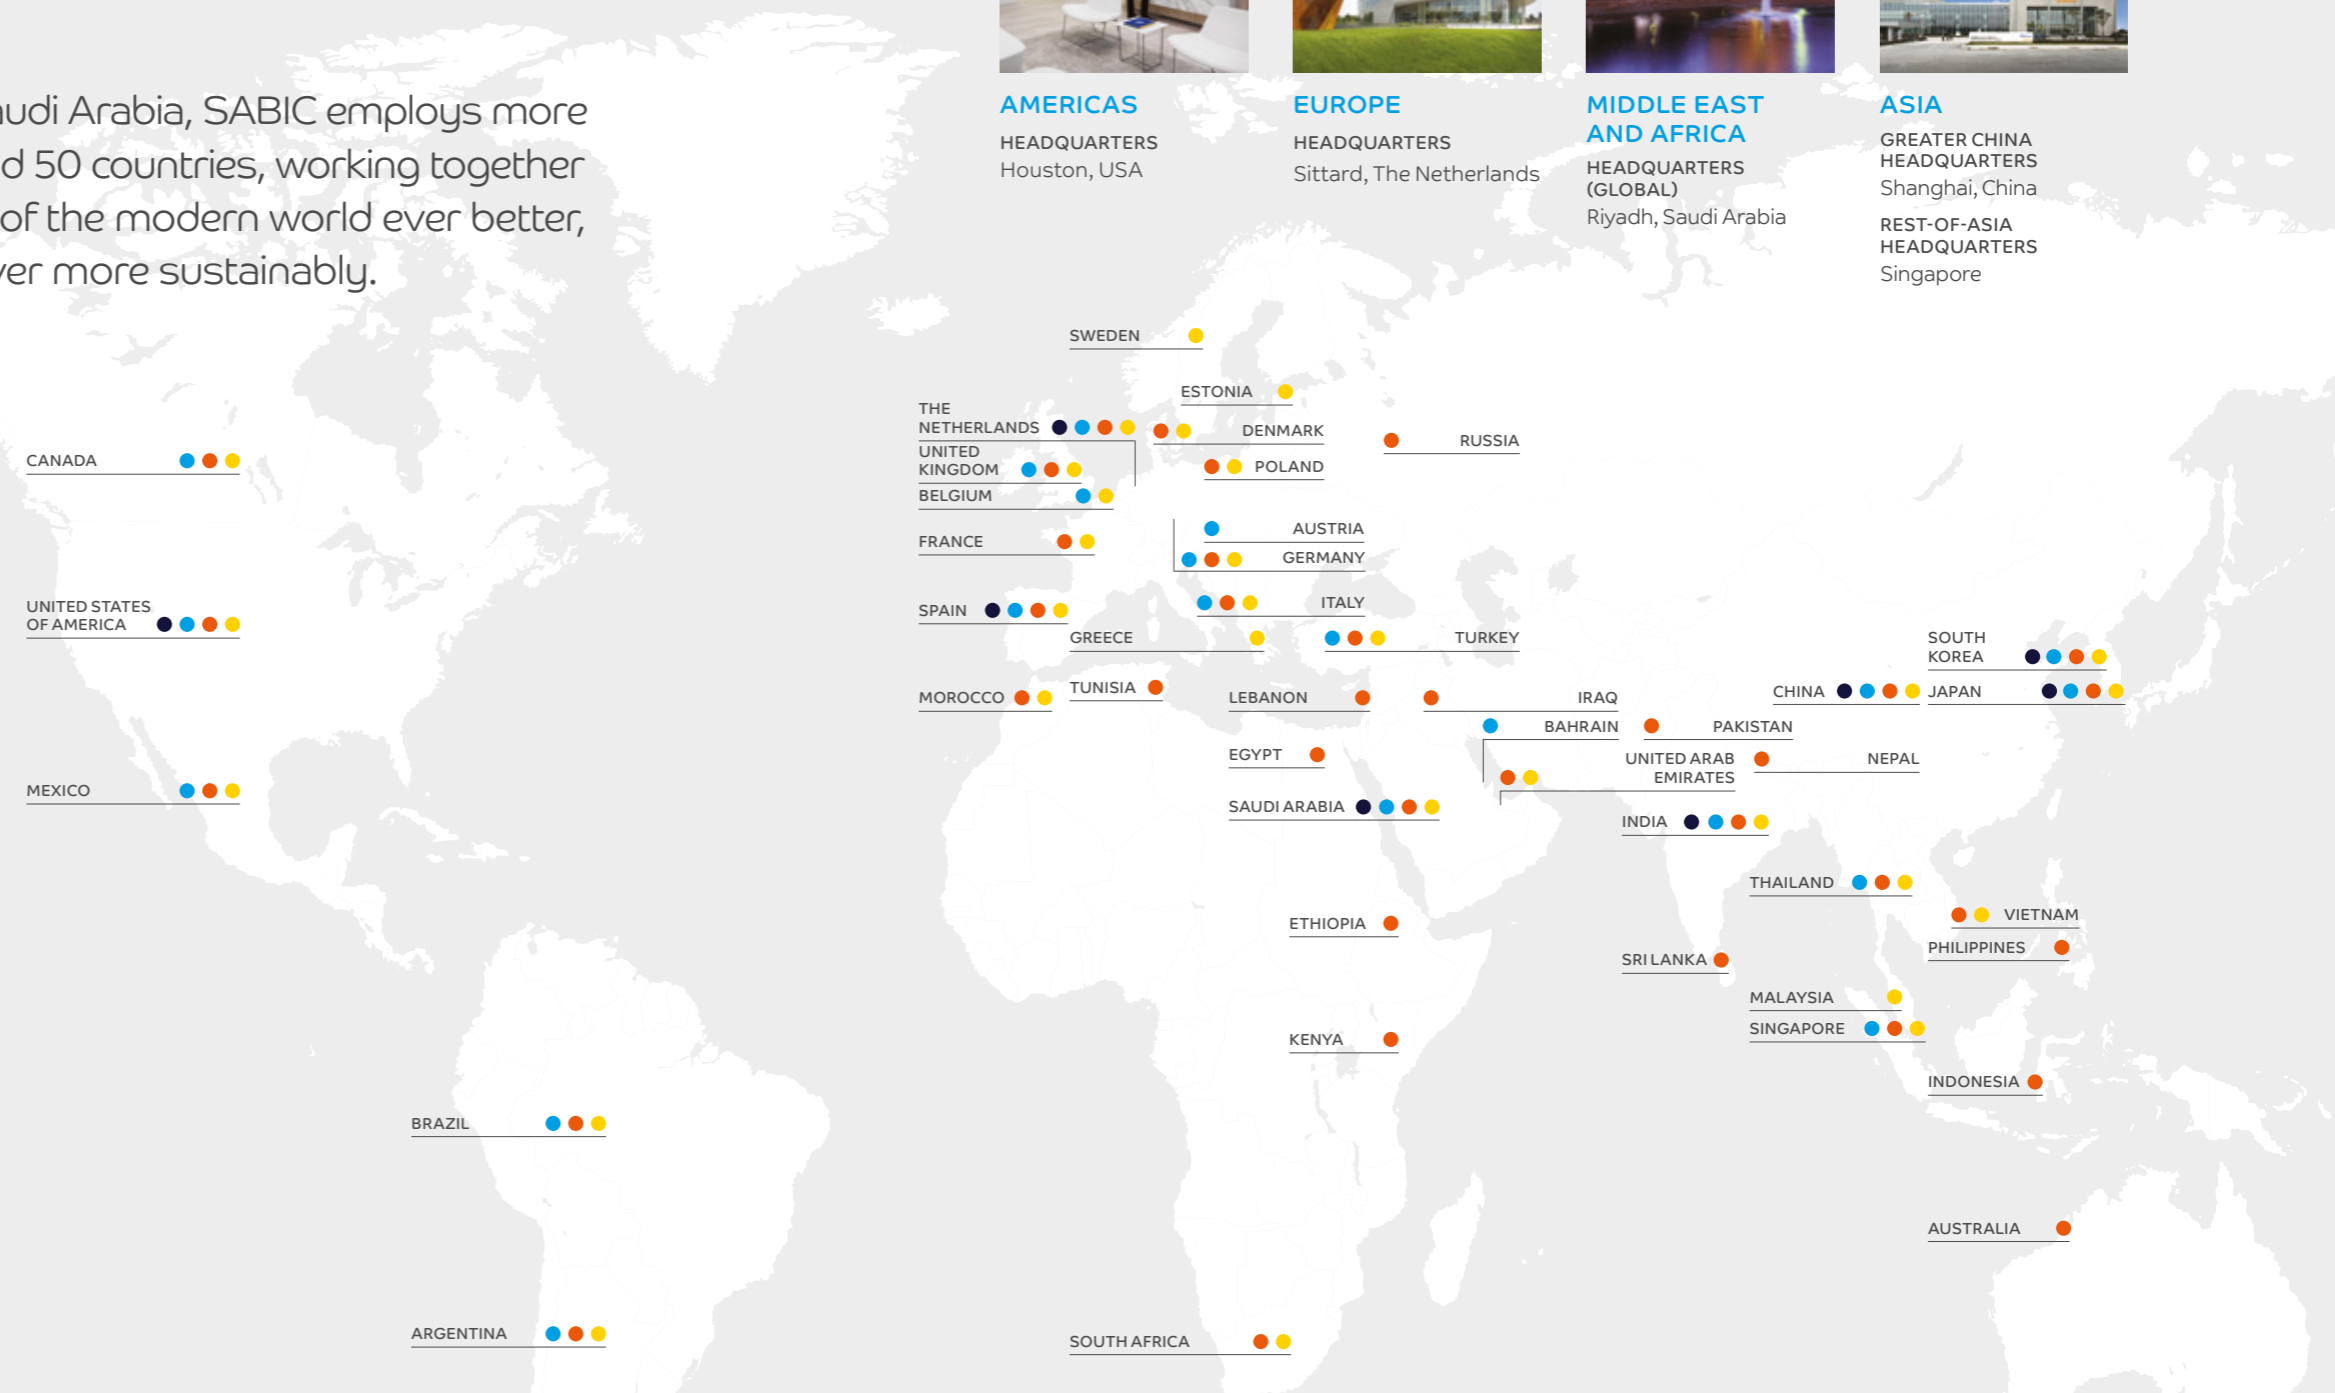 audi Arabia, SABIC employs more
d 50 countries, working together
of the modern world ever better,
ver more sustainably.
AMERICAS
HEADQUARTERS
Houston, USA
EUROPE
HEADQUARTERS
Sittard, The Netherlands
MIDDLE EAST
AND AFRICA
HEADQUARTERS
(GLOBAL)
Riyadh, Saudi Arabia
ASIA
GREATER CHINA
HEADQUARTERS
Shanghai, China
REST-OF-ASIA
HEADQUARTERS
Singapore
CANADA
UNITED STATES
OF AMERICA
MEXICO
BRAZIL
ARGENTINA
SWEDEN
ESTONIA
THE
NETHERLANDS
DENMARK
RUSSIA
UNITED
KINGDOM
POLAND
BELGIUM
AUSTRIA
FRANCE
GERMANY
SPAIN
ITALY
GREECE
TURKEY
MOROCCO
TUNISIA
LEBANON
IRAQ
BAHRAIN
PAKISTAN
EGYPT
UNITED ARAB
EMIRATES
NEPAL
SAUDI ARABIA
INDIA
SOUTH
KOREA
CHINA
JAPAN
THAILAND
VIETNAM
PHILIPPINES
ETHIOPIA
SRI LANKA
MALAYSIA
SINGAPORE
KENYA
INDONESIA
AUSTRALIA
SOUTH AFRICA